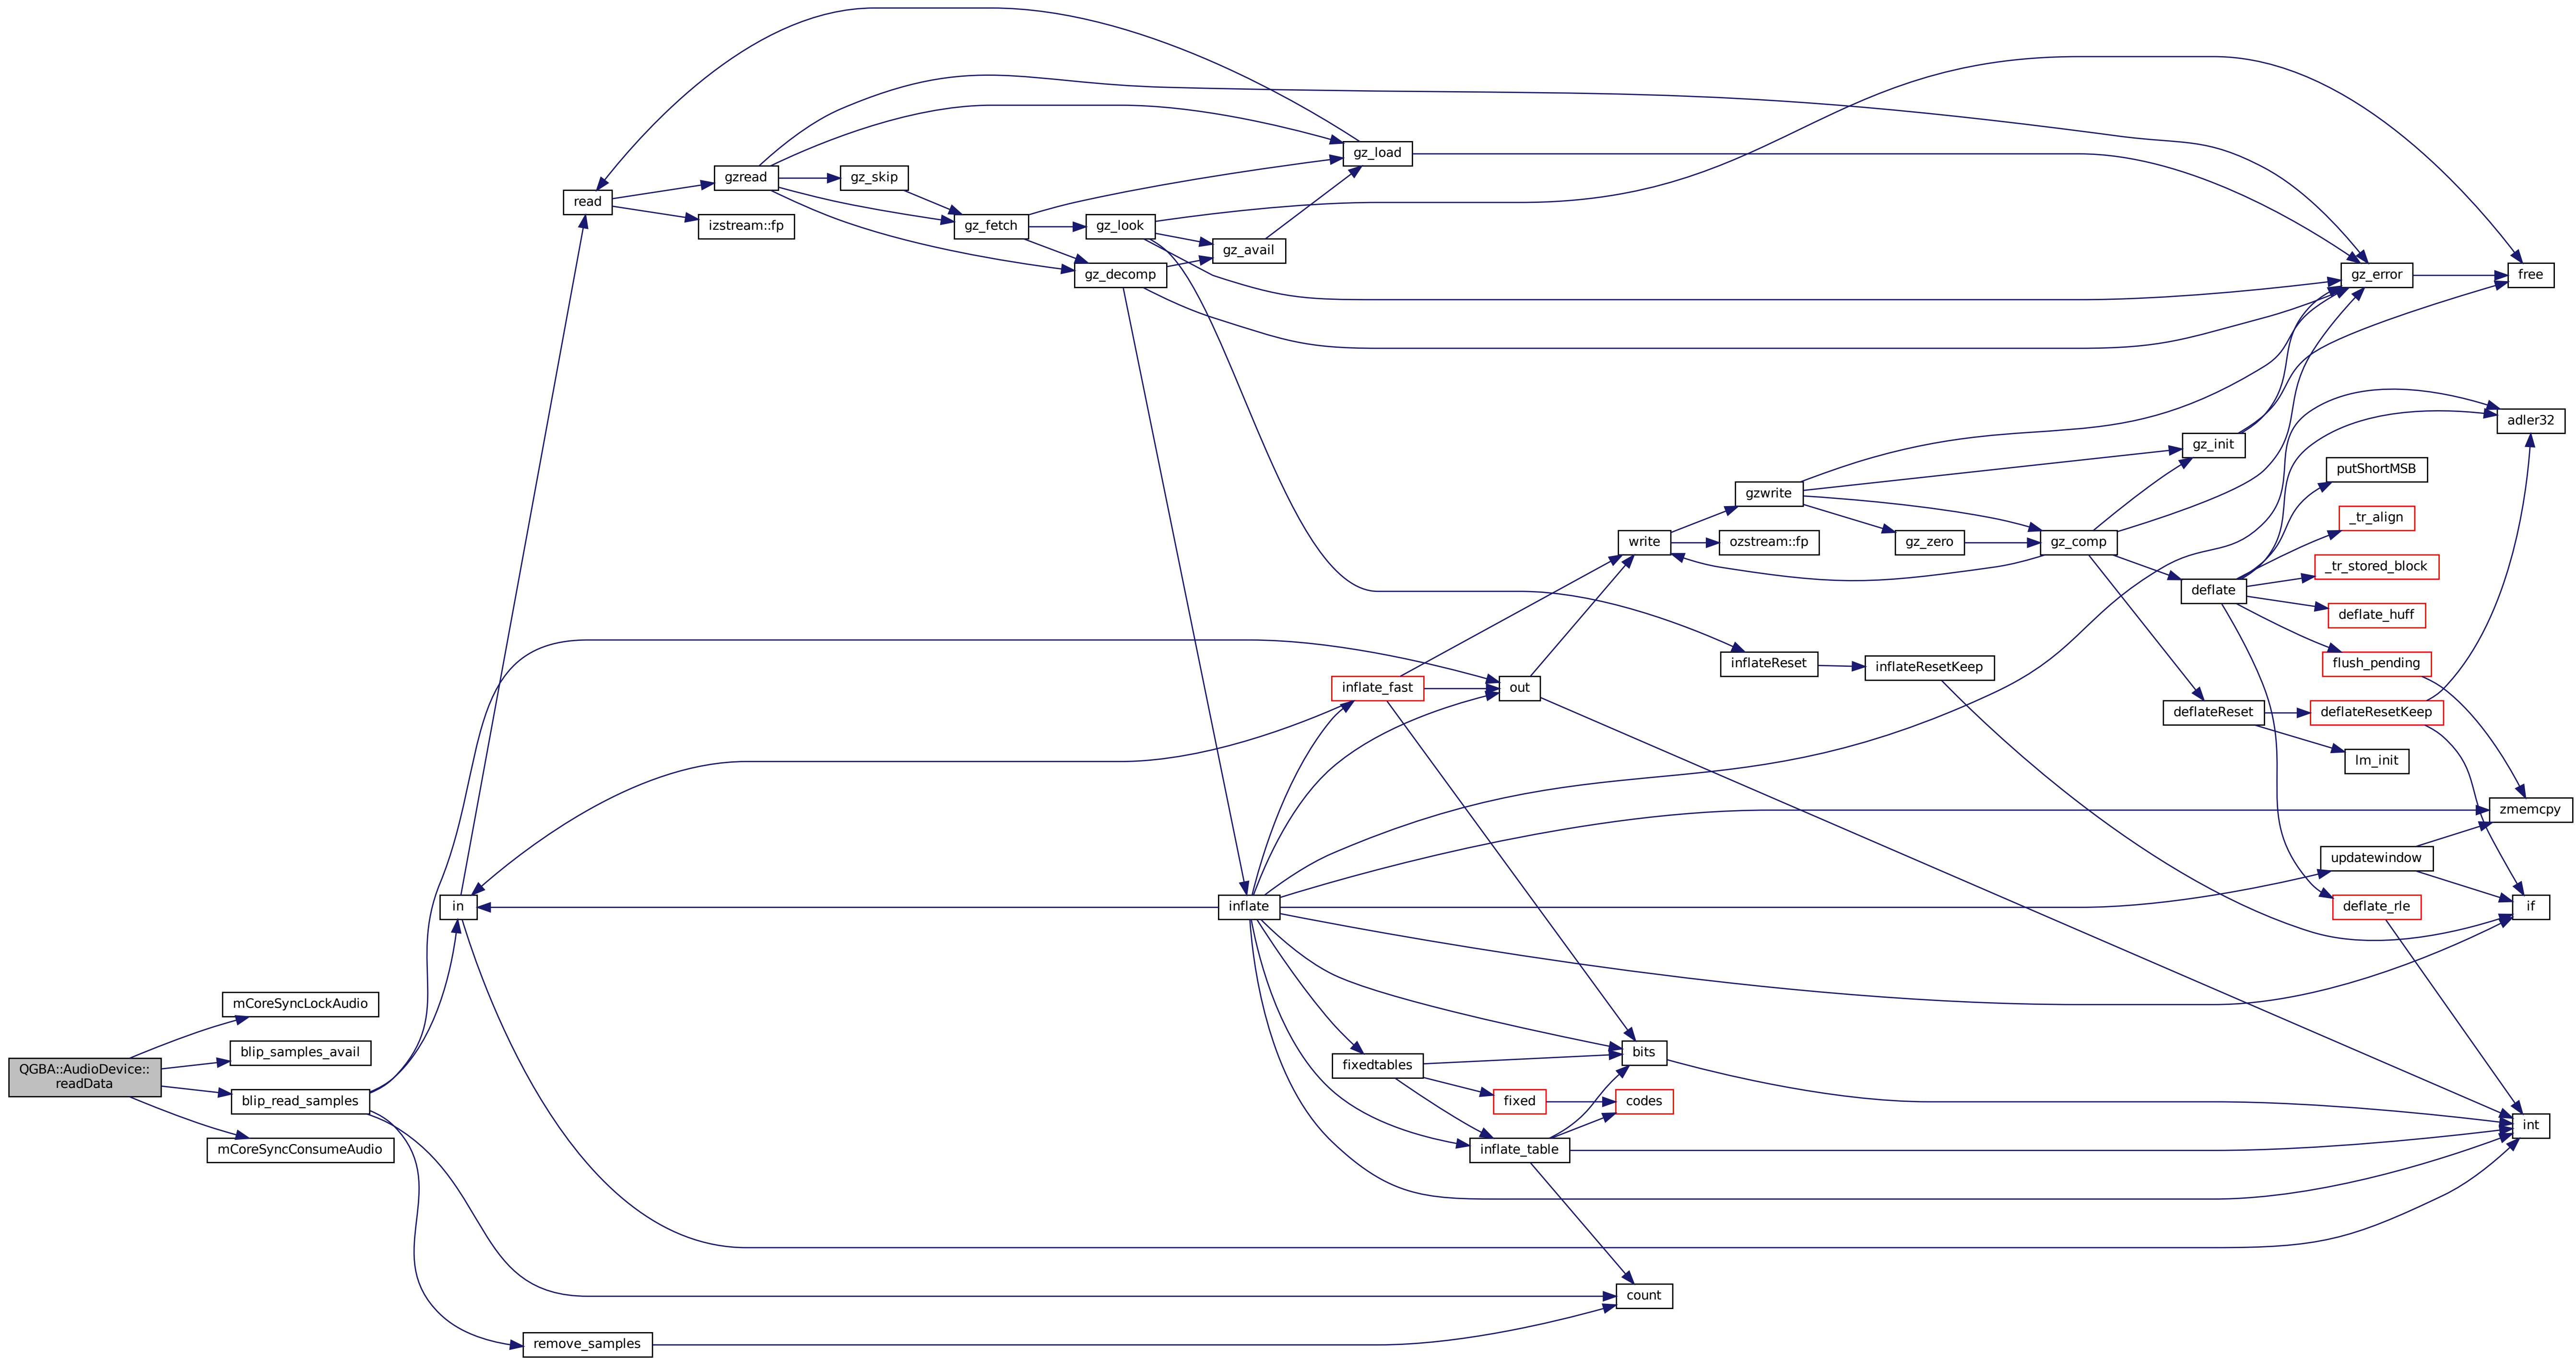 QGBA::AudioDevice::
readData
mCoreSyncLockAudio
blip_samples_avail
blip_read_samples
mCoreSyncConsumeAudio
in
remove_samples
read
gzread
izstream::fp
gz_skip
gz_fetch
gz_look
gz_decomp
gz_avail
gz_load
inflate
inflate_fast
fixedtables
out
fixed
inflate_table
write
bits
codes
count
gzwrite
ozstream::fp
inflateReset
gz_zero
inflateResetKeep
gz_comp
gz_init
deflate
deflateReset
gz_error
putShortMSB
_tr_align
_tr_stored_block
deflate_huff
flush_pending
deflateResetKeep
lm_init
updatewindow
deflate_rle
free
adler32
zmemcpy
if
int